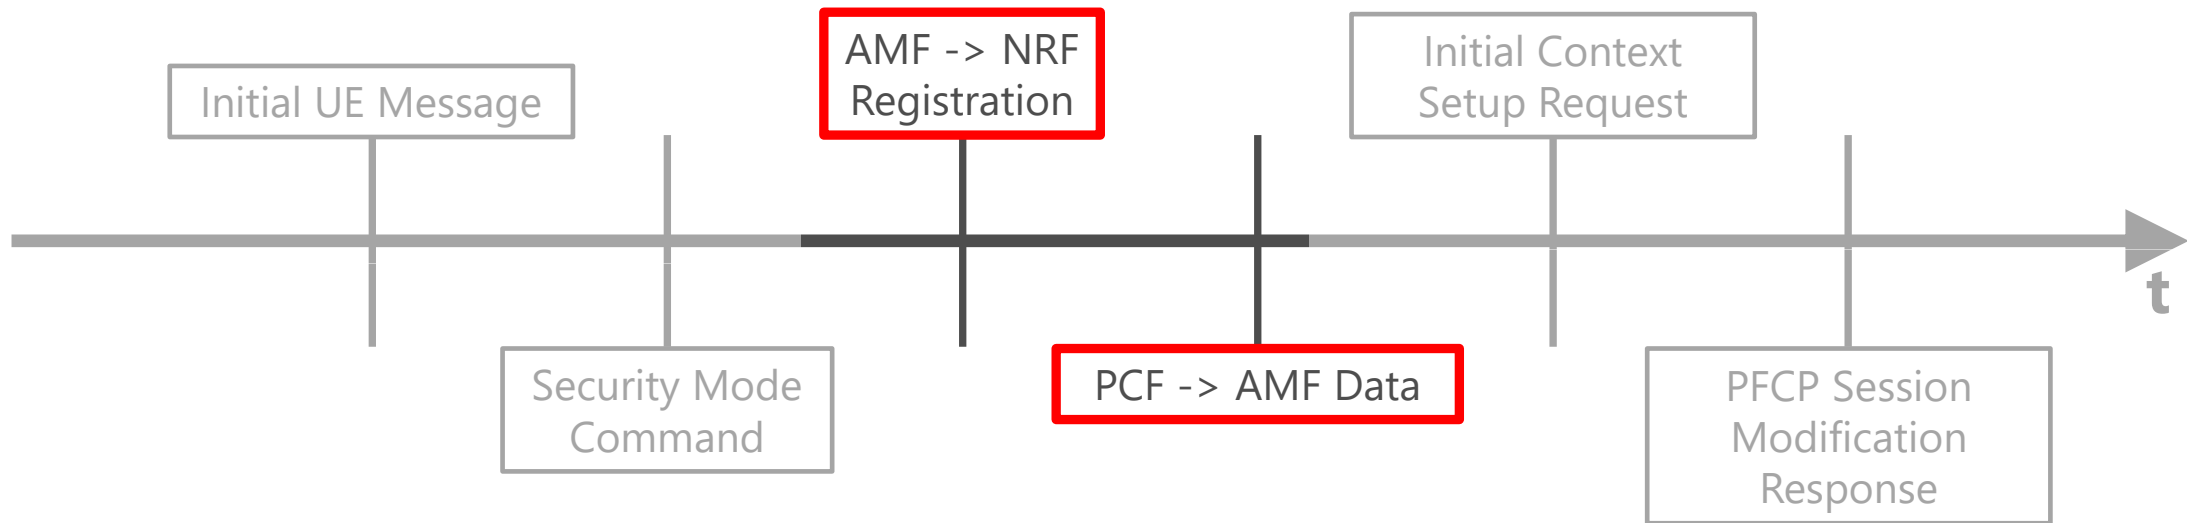 Initial UE Message
Security Mode
Command
AMF -> NRF
Registration
PCF -> AMF Data
Initial Context
Setup Request
PFCP Session
Modification
Response
t